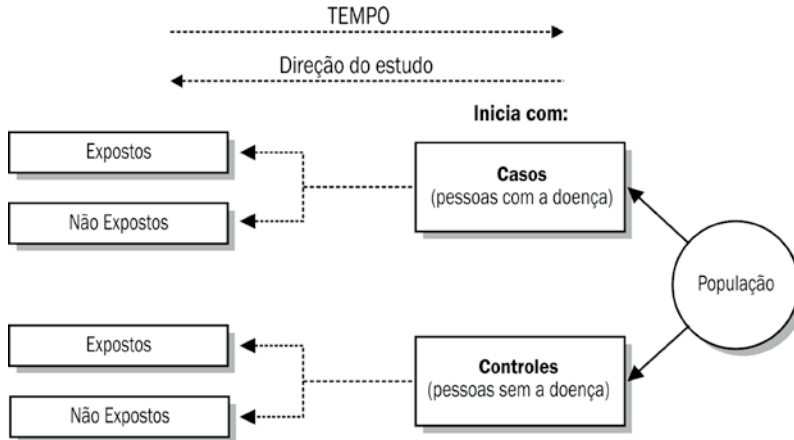 TEMPO
Direção do estudo
Inicia com:
Expostos
Casos
(pessoas com a doença)
Não Expostos
População
Expostos
Controles
(pessoas sem a doença)
Não Expostos